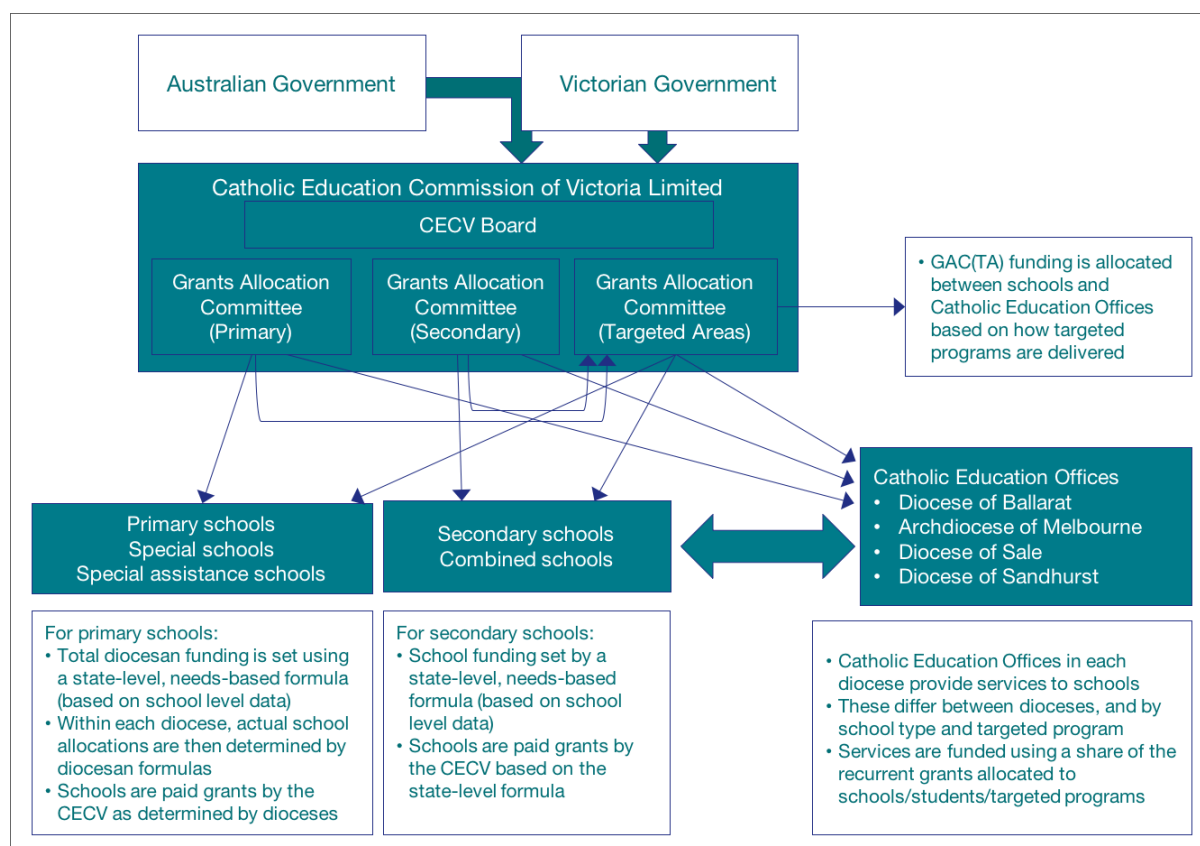 Australian Government
Victorian Government
Catholic Education Commission of Victoria Limited
CECV Board
Grants Allocation
Committee
(Primary)
Grants Allocation
Committee
(Secondary)
Grants Allocation
Committee
(Targeted Areas)
• GAC(TA) funding is allocated
between schools and
Catholic Education Offices
based on how targeted
programs are delivered
Primary schools
Special schools
Special assistance schools
Secondary schools
Combined schools
Catholic Education Offices
• Diocese of Ballarat
• Archdiocese of Melbourne
• Diocese of Sale
• Diocese of Sandhurst
For primary schools:
• Total diocesan funding is set using
a state-level, needs-based formula
(based on school level data)
• Within each diocese, actual school
allocations are then determined by
diocesan formulas
• Schools are paid grants by the
CECV as determined by dioceses
For secondary schools:
• School funding set by a
state-level, needs-based
formula (based on school
level data)
• Schools are paid grants by
the CECV based on the
state-level formula
• Catholic Education Offices in each
diocese provide services to schools
• These differ between dioceses, and by
school type and targeted program
• Services are funded using a share of the
recurrent grants allocated to
schools/students/targeted programs